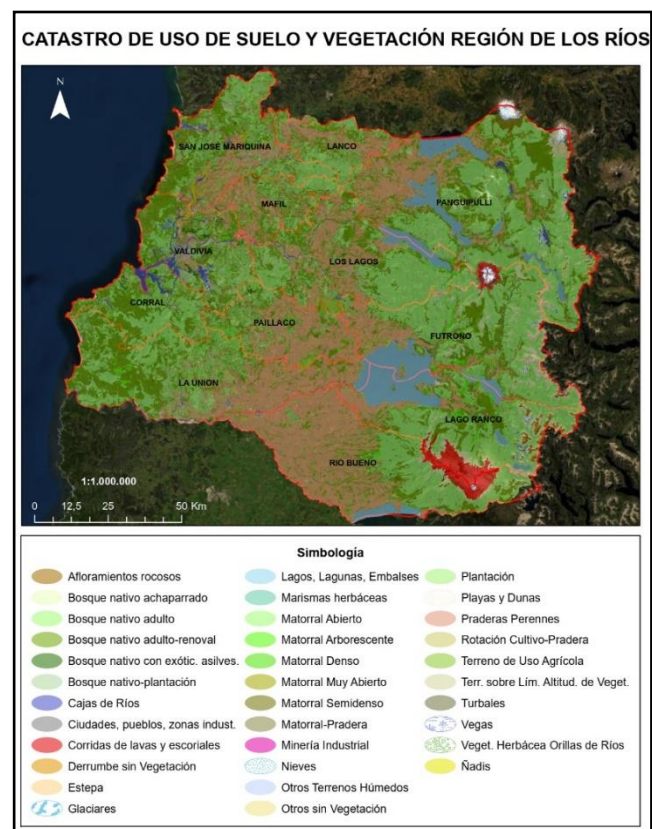 CATASTRO DE USO DE SUELO Y VEGETACIÓN REGIÓN DE LOS RÍOS
N
SAN JOSÉ MARIQUINA
LANCO
MAFIL
PANGUIPULLI
VALDIVIA
LOS LAGOS
CORRAL
PAILLACO
FUTRONO
LA UNION
LAGO RANCO
RIO BUENO
1:1.000.000
0 12,5 25 50 Km
Simbología
Afloramientos rocosos
Bosque nativo achaparrado
Bosque nativo adulto
Bosque nativo adulto-renoval
Bosque nativo con exótic. asilves.
Bosque nativo-plantación
Cajas de Ríos
Ciudades, pueblos, zonas indust.
Corridas de lavas y escoriales
Derrumbe sin Vegetación
Estepa
Glaciares
Lagos, Lagunas, Embalses
Marismas herbáceas
Matorral Abierto
Matorral Arborescente
Matorral Denso
Matorral Muy Abierto
Matorral Semidenso
Matorral-Pradera
Minería Industrial
Nieves
Otros Terrenos Húmedos
Otros sin Vegetación
Plantación
Playas y Dunas
Praderas Perennes
Rotación Cultivo-Pradera
Terreno de Uso Agrícola
Terr. sobre Lím. Altitud. de Veget.
Turbales
Vegas
Veget. Herbácea Orillas de Ríos
Ñadis